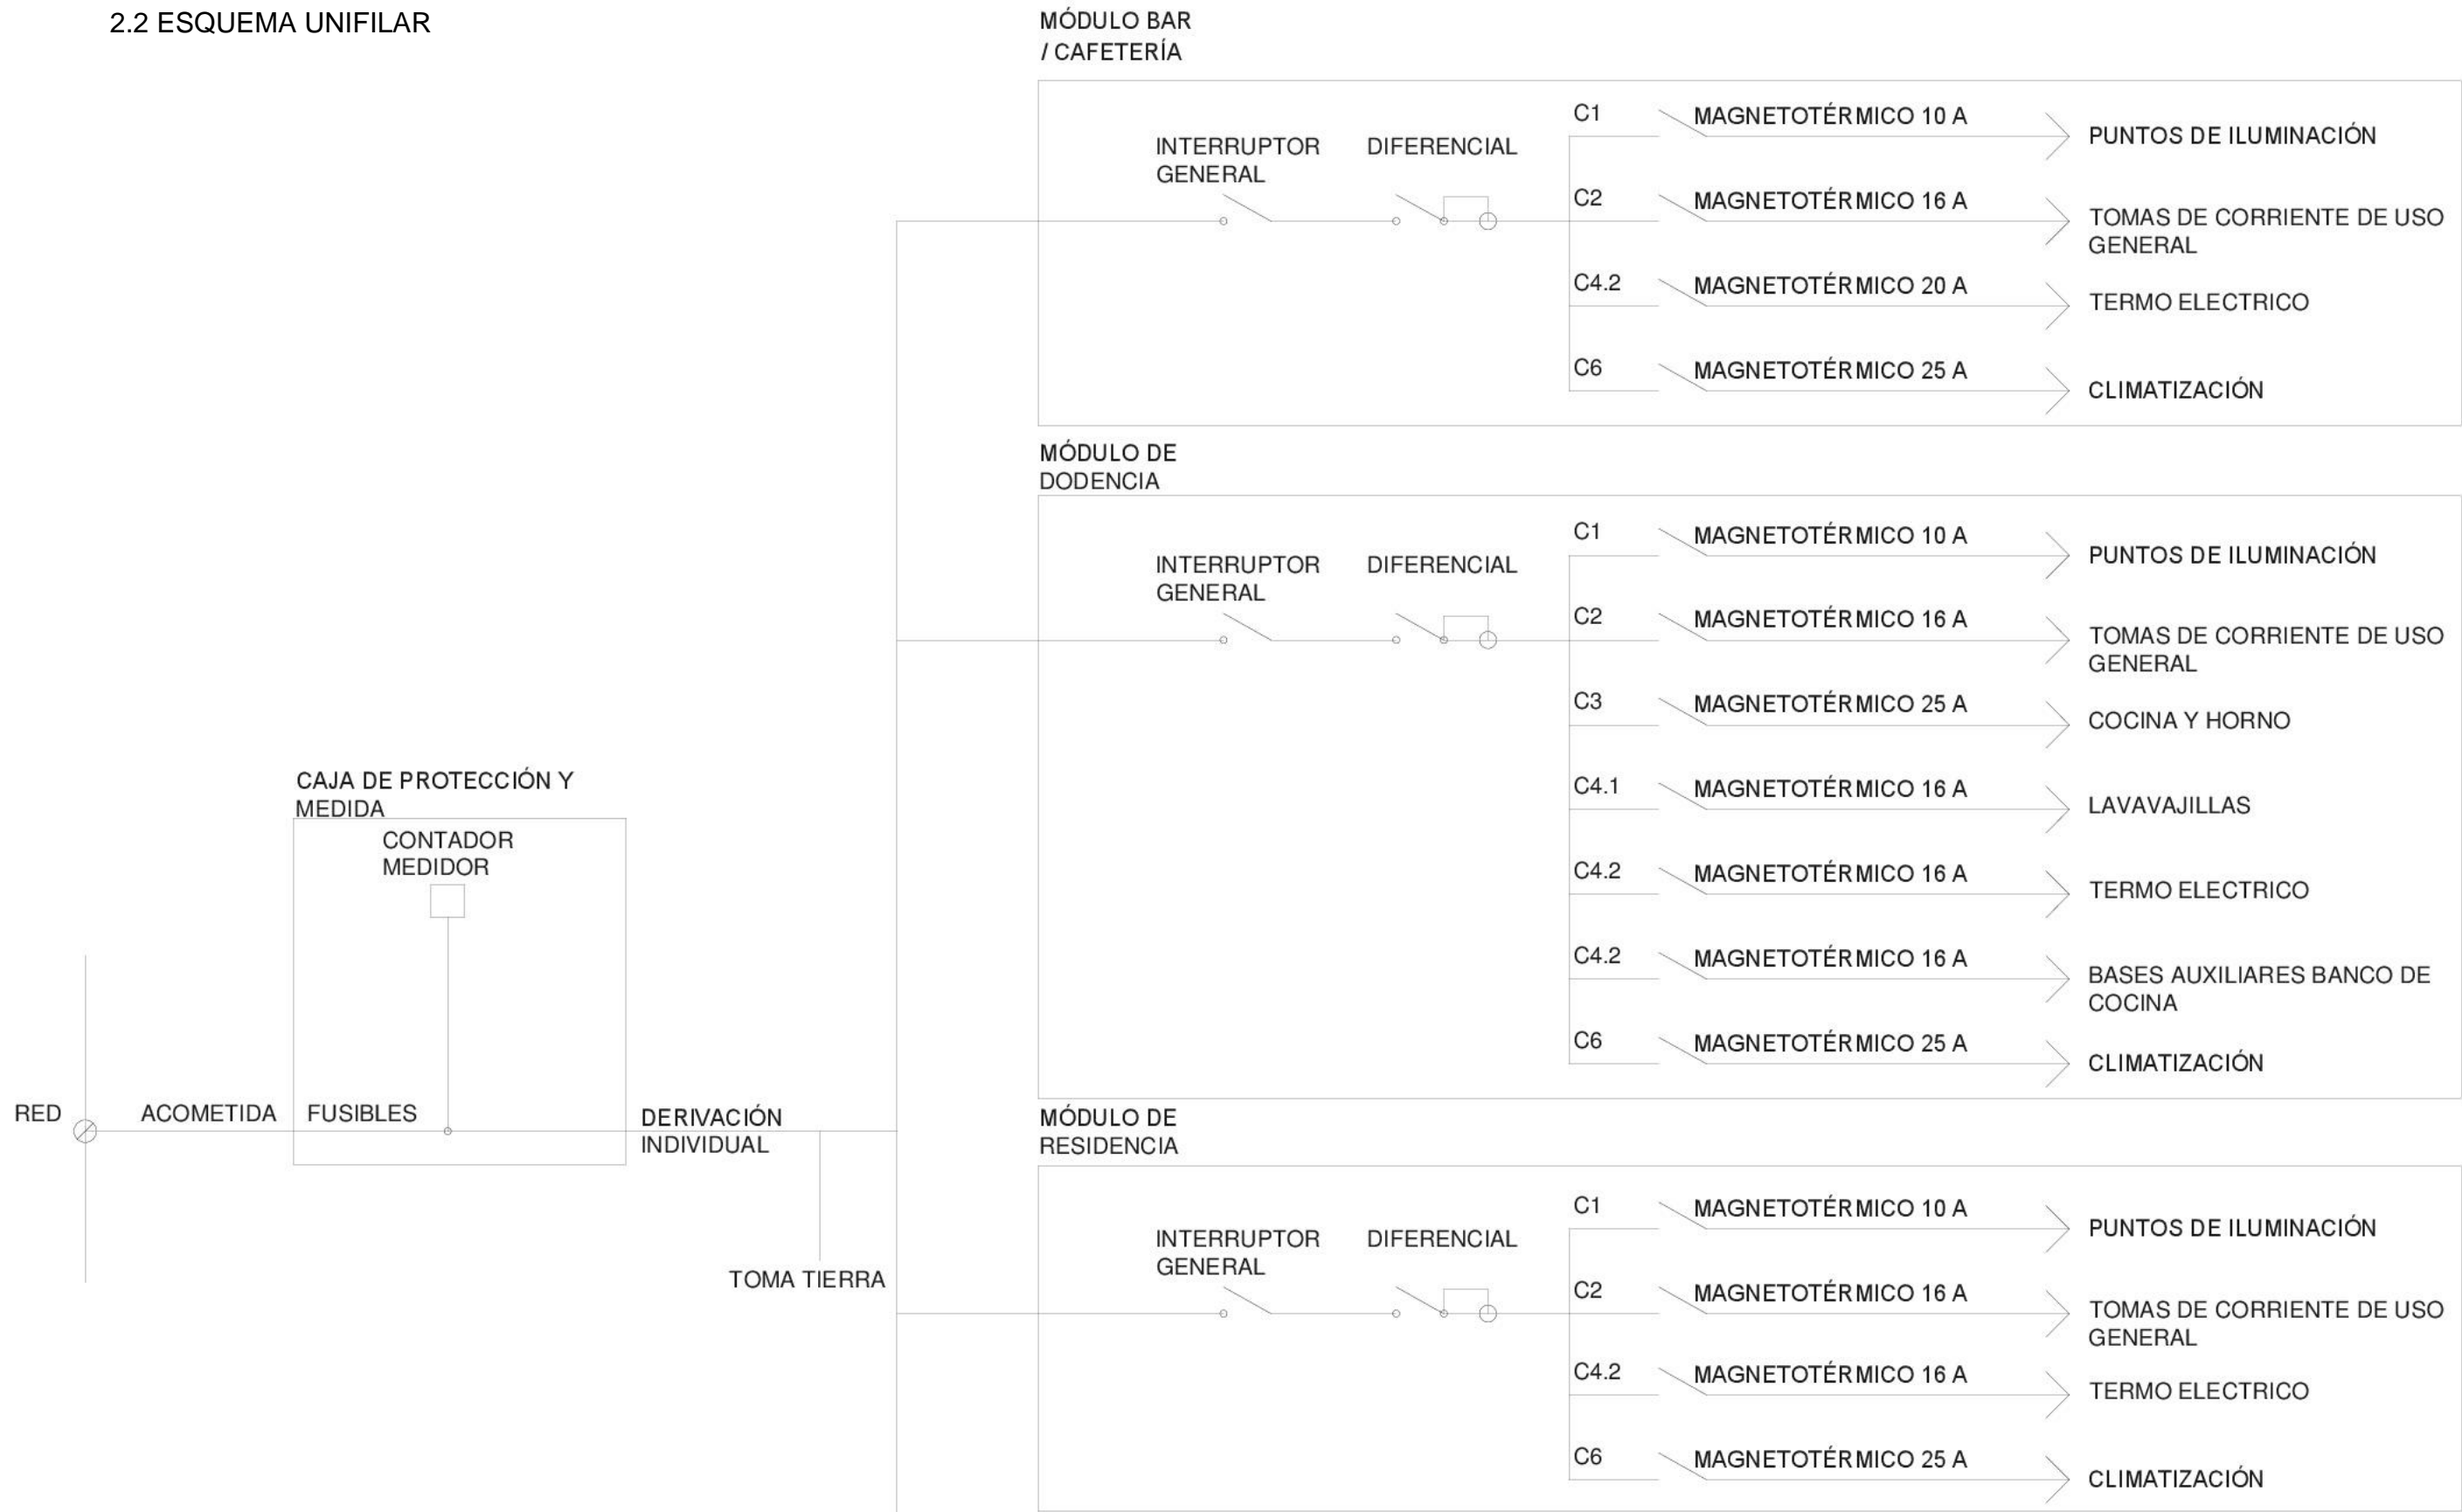 2.2 ESQUEMA UNIFILAR
MÓDULO BAR
/ CAFETERÍA
INTERRUPTOR
GENERAL
DIFERENCIAL
C1
MAGNETOTÉRMICO 10 A
PUNTOS DE ILUMINACIÓN
C2
MAGNETOTÉRMICO 16 A
TOMAS DE CORRIENTE DE USO
GENERAL
C4.2
MAGNETOTÉRMICO 20 A
TERMO ELECTRICO
C6
MAGNETOTÉRMICO 25 A
CLIMATIZACIÓN
MÓDULO DE
DODENCIA
INTERRUPTOR
GENERAL
DIFERENCIAL
C1
MAGNETOTÉRMICO 10 A
PUNTOS DE ILUMINACIÓN
C2
MAGNETOTÉRMICO 16 A
TOMAS DE CORRIENTE DE USO
GENERAL
C3
MAGNETOTÉRMICO 25 A
COCINA Y HORNO
C4.1
MAGNETOTÉRMICO 16 A
LAVAVAJILLAS
C4.2
MAGNETOTÉRMICO 16 A
TERMO ELECTRICO
C4.2
MAGNETOTÉRMICO 16 A
BASES AUXILIARES BANCO DE
COCINA
C6
MAGNETOTÉRMICO 25 A
CLIMATIZACIÓN
CAJA DE PROTECCIÓN Y
MEDIDA
CONTADOR
MEDIDOR
RED
ACOMETIDA
FUSIBLES
DERIVACIÓN
INDIVIDUAL
TOMA TIERRA
MÓDULO DE
RESIDENCIA
INTERRUPTOR
GENERAL
DIFERENCIAL
C1
MAGNETOTÉRMICO 10 A
PUNTOS DE ILUMINACIÓN
C2
MAGNETOTÉRMICO 16 A
TOMAS DE CORRIENTE DE USO
GENERAL
C4.2
MAGNETOTÉRMICO 16 A
TERMO ELECTRICO
C6
MAGNETOTÉRMICO 25 A
CLIMATIZACIÓN